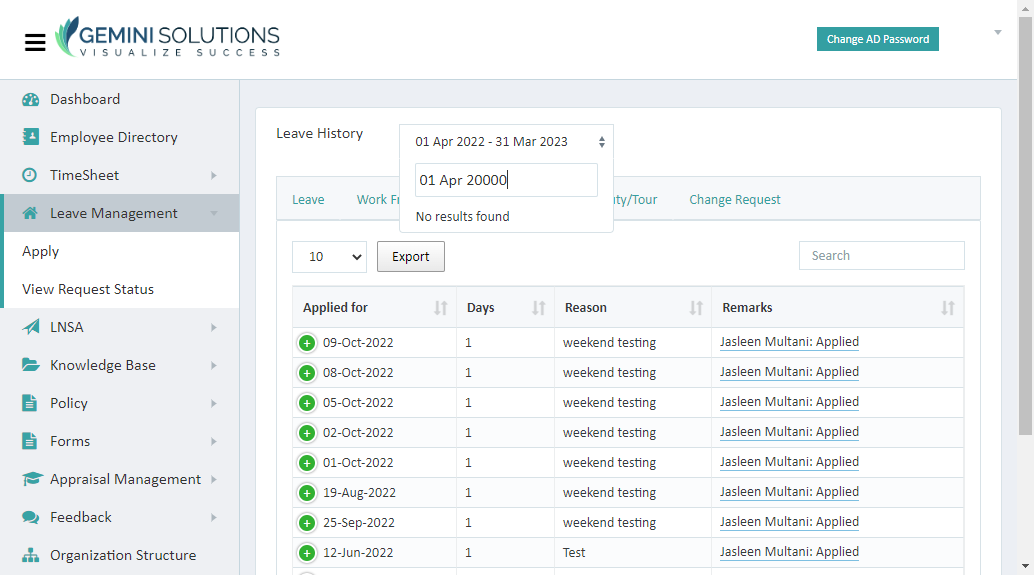 GEMINI SOLUTIONS
VISUALIZE SUCCESS
Change AD Password
Dashboard
Employee Directory
TimeSheet
Leave Management
Apply
View Request Status
LNSA
Knowledge Base
Policy
Forms
Appraisal Management
Feedback
Organization Structure
Leave History
01 Apr 2022 - 31 Mar 2023
01 Apr 20000
No results found
Leave Work Change Request
10 Export Search
Applied for Days Reason Remarks
09-Oct-2022 1 weekend testing Jasleen Multani: Applied
08-Oct-2022 1 weekend testing Jasleen Multani: Applied
05-Oct-2022 1 weekend testing Jasleen Multani: Applied
02-Oct-2022 1 weekend testing Jasleen Multani: Applied
01-Oct-2022 1 weekend testing Jasleen Multani: Applied
19-Aug-2022 1 weekend testing Jasleen Multani: Applied
25-Sep-2022 1 weekend testing Jasleen Multani: Applied
12-Jun-2022 1 Test Jasleen Multani: Applied